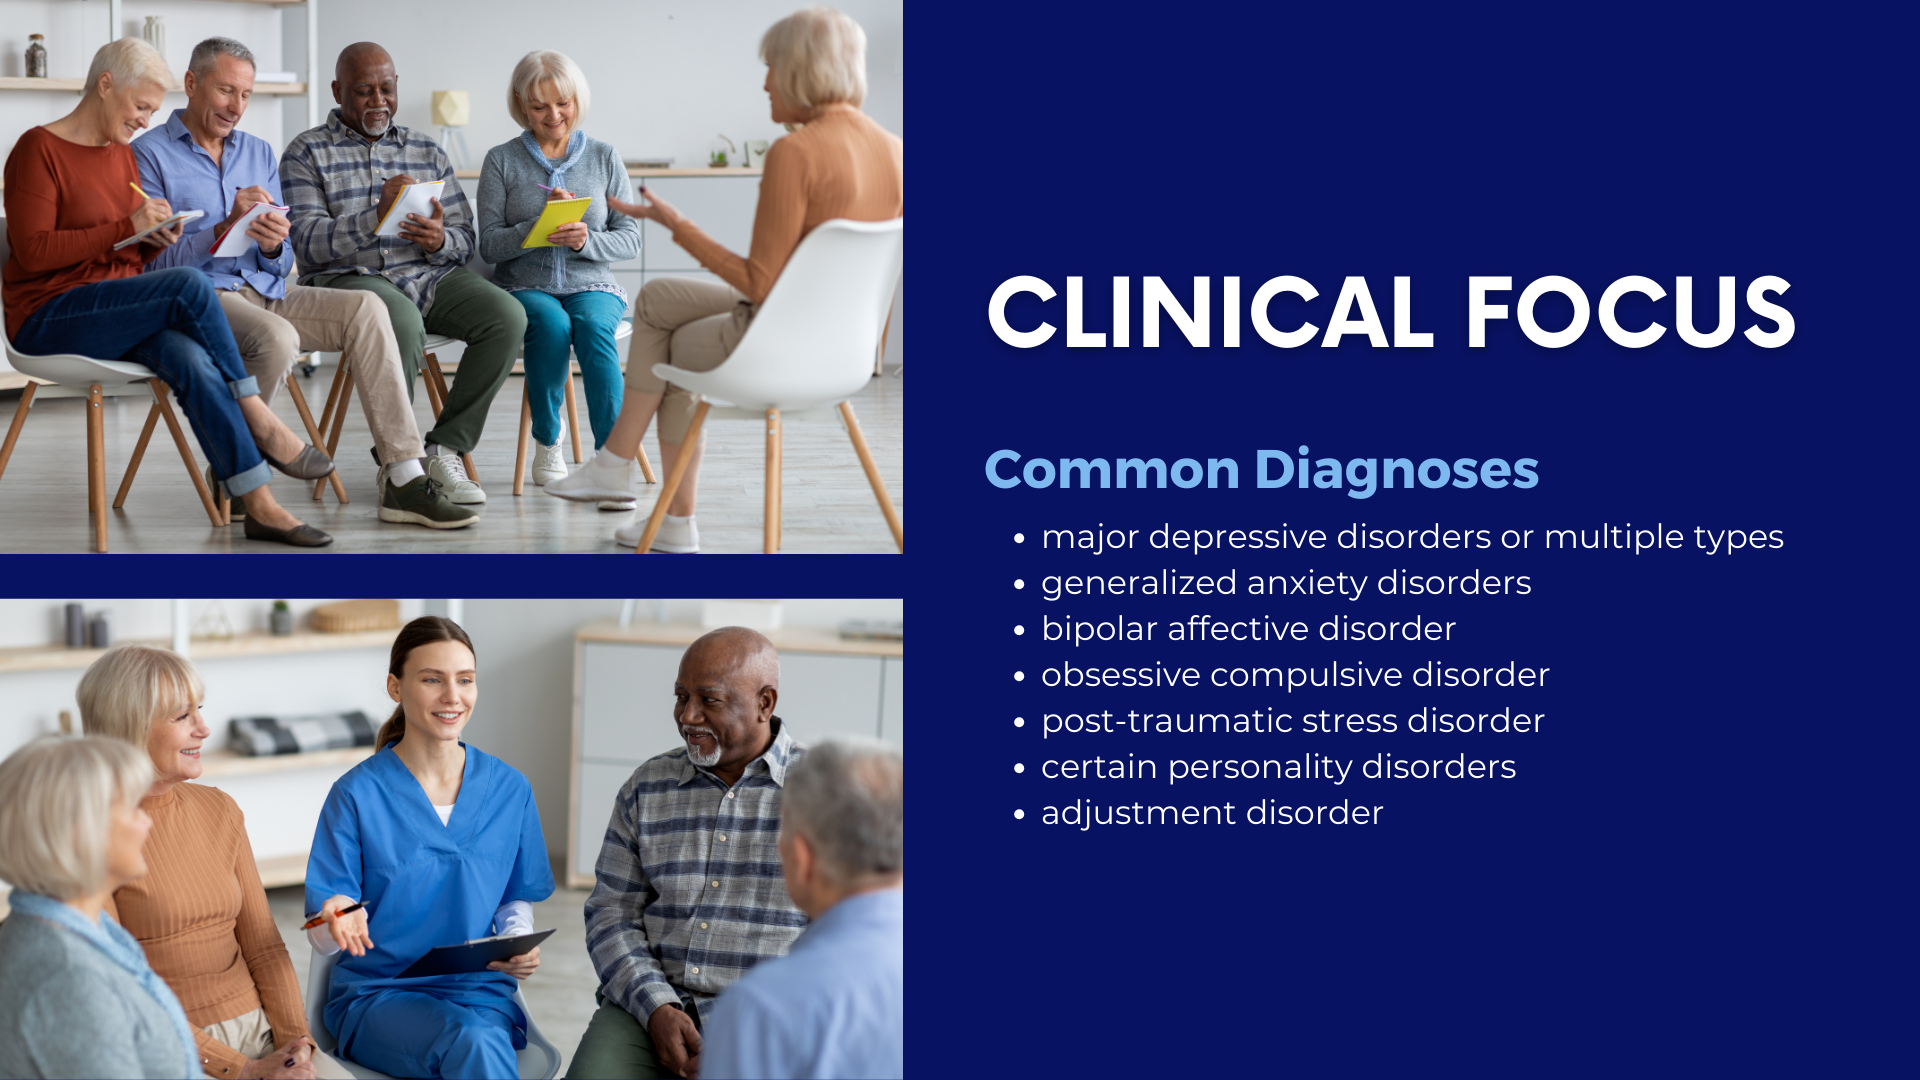 CLINICAL FOCUS
Common Diagnoses
• major depressive disorders or multiple types
• generalized anxiety disorders
• bipolar affective disorder
• obsessive compulsive disorder
• post-traumatic stress disorder
• certain personality disorders
• adjustment disorder